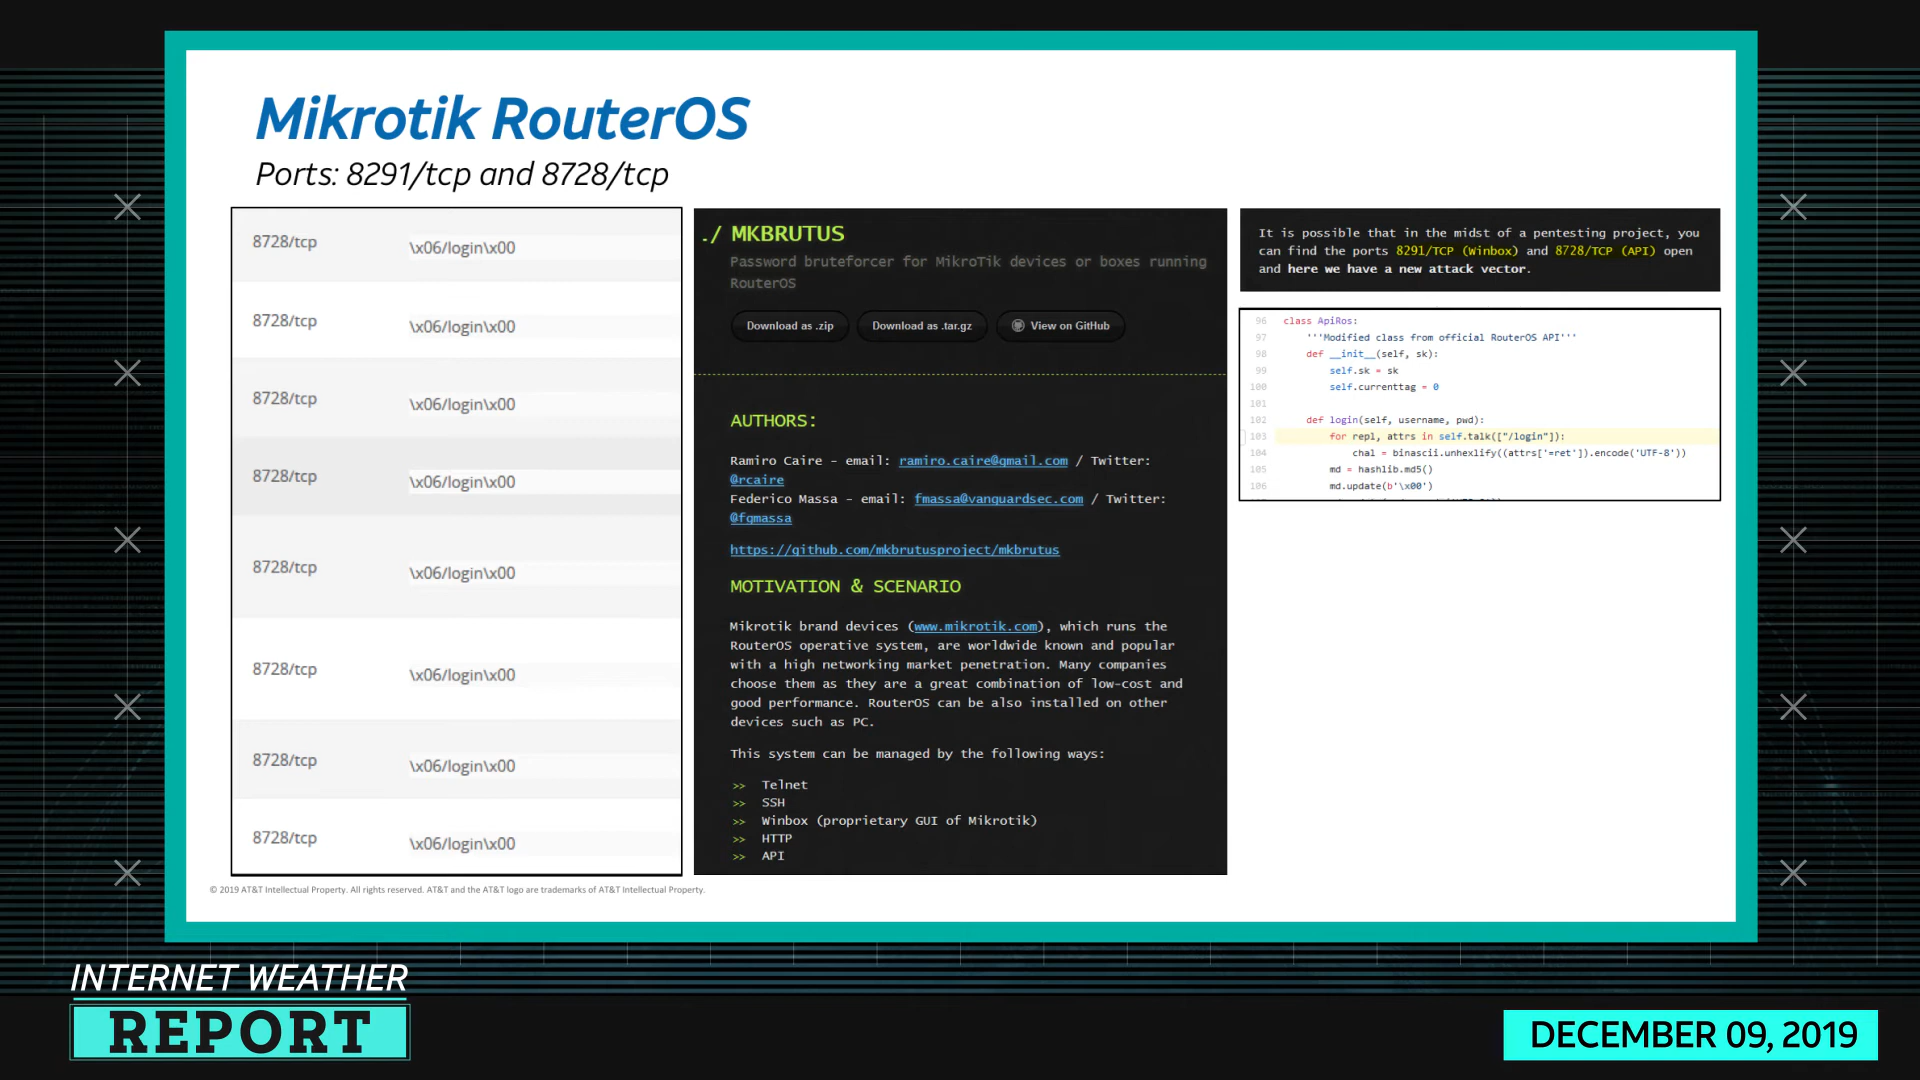 Mikrotik RouterOS
Ports: 8291/tcp and 8728/tcp
8728/tcp \x06/login\x00
8728/tcp \x06/login\x00
8728/tcp \x06/login\x00
8728/tcp \x06/login\x00
8728/tcp \x06/login\x00
8728/tcp \x06/login\x00
8728/tcp \x06/login\x00
8728/tcp \x06/login\x00
./ MKBRUTUS
Password bruteforcer for MikroTik devices or boxes running
RouterOS
Download as .zip Download as .tar.gz View on GitHub
AUTHORS:
Ramiro Caire - email: ramiro.caire@gmail.com / Twitter:
@rcaire
Federico Massa - email: fmassa@vanguardsec.com / Twitter:
@fgmassa
https://github.com/mkbrutusproject/mkbrutus
MOTIVATION & SCENARIO
Mikrotik brand devices (www.mikrotik.com), which runs the
RouterOS operative system, are worldwide known and popular
with a high networking market penetration. Many companies
choose them as they are a great combination of low-cost and
good performance. RouterOS can be also installed on other
devices such as PC.
This system can be managed by the following ways:
>> Telnet
>> SSH
>> Winbox (proprietary GUI of Mikrotik)
>> HTTP
>> API
It is possible that in the midst of a pentesting project, you
can find the ports 8291/TCP (Winbox) and 8728/TCP (API) open
and here we have a new attack vector.
96 class ApiRos:
97 '''Modified class from official RouterOS API'''
98 def __init__(self, sk):
99 self.sk = sk
100 self.currenttag = 0
101
102 def login(self, username, pwd):
103 for repl, attrs in self.talk(["/login"]):
104 chal = binascii.unhexlify((attrs['=ret']).encode('UTF-8'))
105 md = hashlib.md5()
106 md.update(b'\x00')
© 2019 AT&T Intellectual Property. All rights reserved. AT&T and the AT&T logo are trademarks of AT&T Intellectual Property.
INTERNET WEATHER
REPORT
DECEMBER 09, 2019